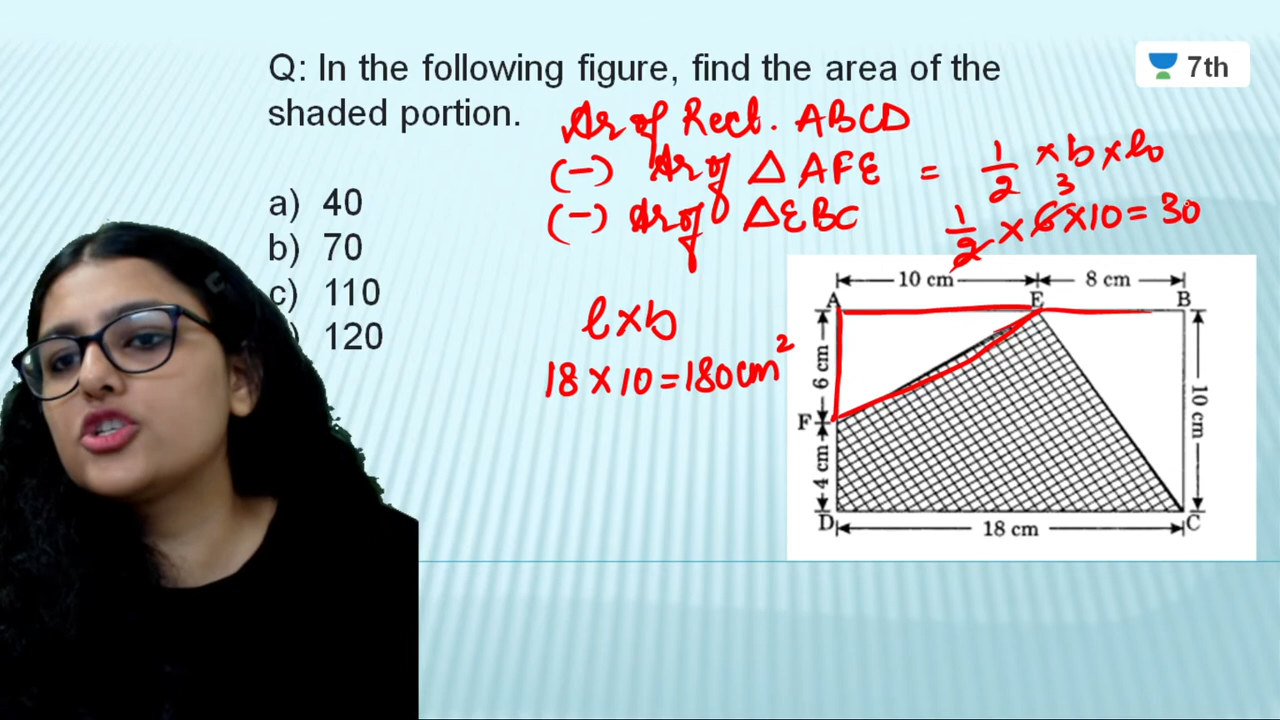 Q: In the following figure, find the area of the
shaded portion.
7th
Ar of Rect. ABCD
(-) Ar of △ AFE = 1/2 × b × h
(-) Ar of △EBC
1/2 × 6 3 × 10 = 30
a) 40
b) 70
c) 110
120
l × b
18 × 10 = 180 cm²
10 cm 8 cm
A E B
6 cm
10 cm
F
4 cm
D 18 cm C